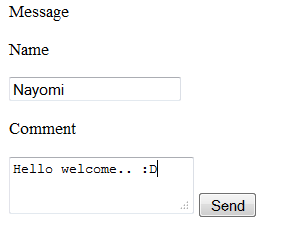 Message
Name
Nayomi
Comment
Hello welcome.. :D
Send